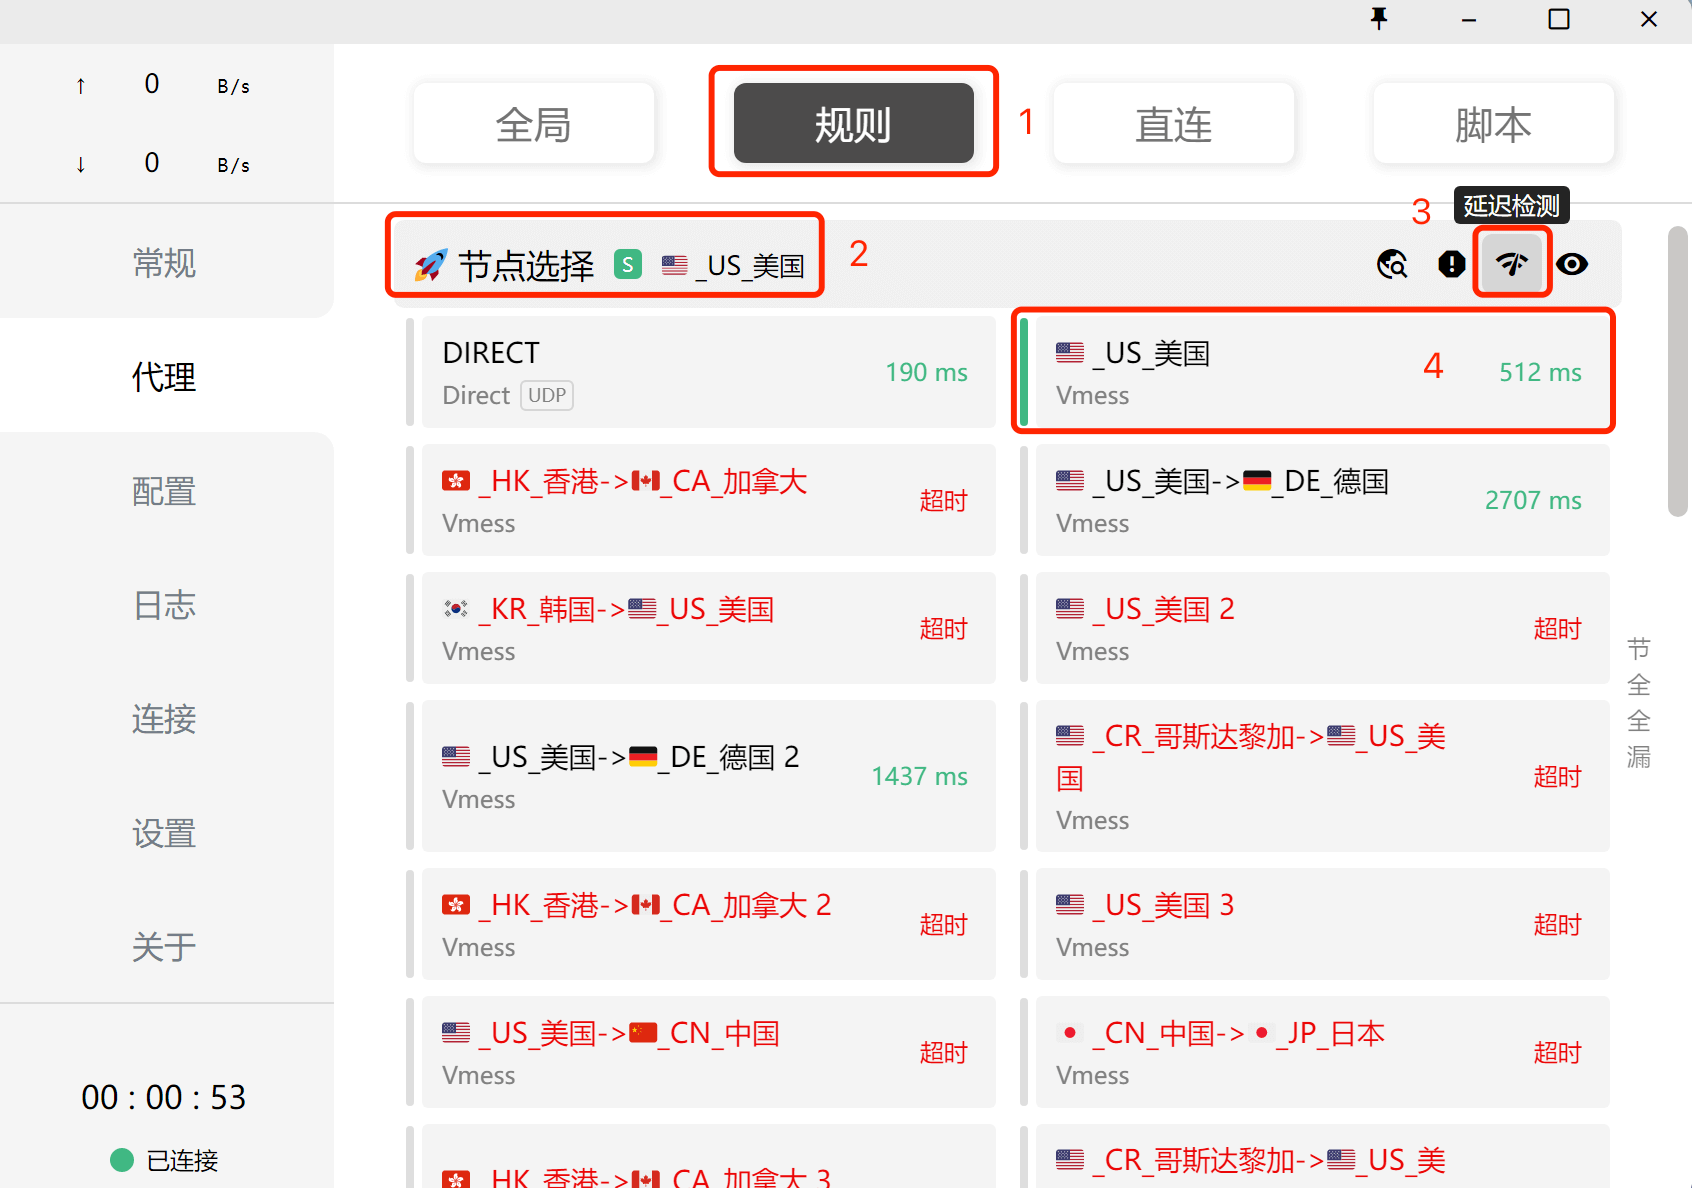 ↑ 0 B/s
↓ 0 B/s
常规
代理
配置
日志
连接
设置
关于
00 : 00 : 53
已连接
全局
规则
1
直连
脚本
3
延迟检测
节点选择 S _US_美国
2
DIRECT
Direct UDP
190 ms
_US_美国
Vmess
4
512 ms
_HK_香港->_CA_加拿大
Vmess
超时
_US_美国->_DE_德国
Vmess
2707 ms
_KR_韩国->_US_美国
Vmess
超时
_US_美国 2
Vmess
超时
_US_美国->_DE_德国 2
Vmess
1437 ms
_CR_哥斯达黎加->_US_美
国
Vmess
超时
_HK_香港->_CA_加拿大 2
Vmess
超时
_US_美国 3
Vmess
超时
_US_美国->_CN_中国
Vmess
超时
_CN_中国->_JP_日本
Vmess
超时
_HK_香港->_CA_加拿大 3
_CR_哥斯达黎加->_US_美
节
全
全
漏